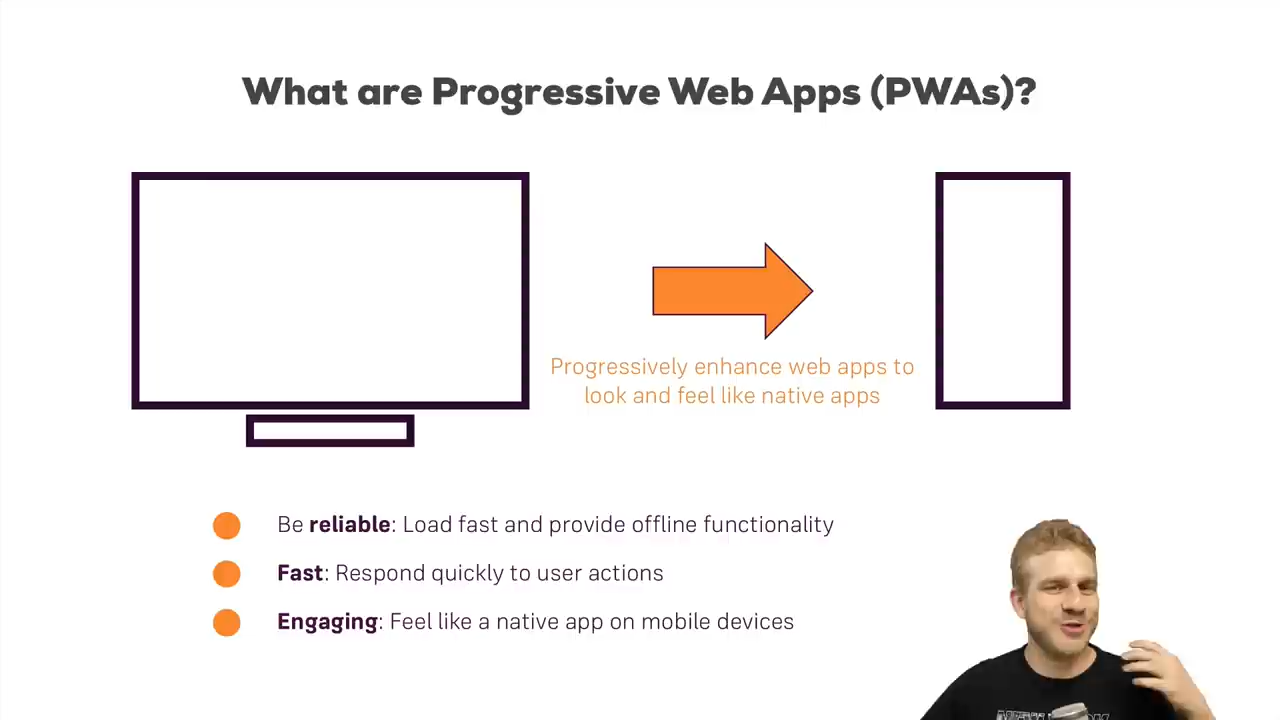 What are Progressive Web Apps (PWAs)?
Progressively enhance web apps to
look and feel like native apps
Be reliable: Load fast and provide offline functionality
Fast: Respond quickly to user actions
Engaging: Feel like a native app on mobile devices